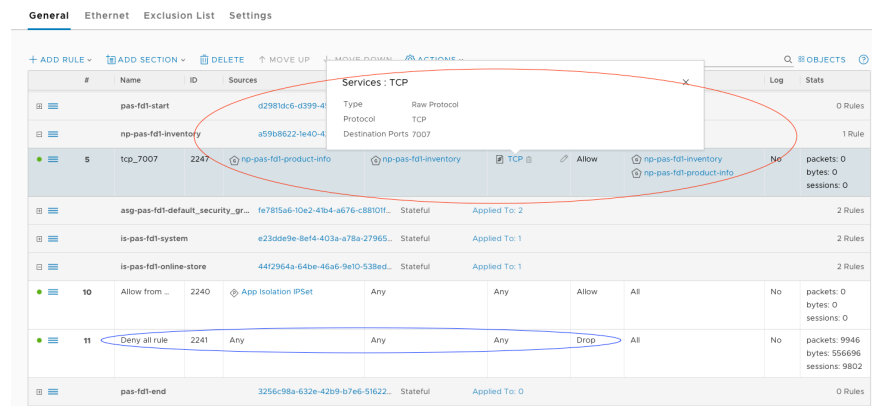 General Ethernet Exclusion List Settings
+ ADD RULE ADD SECTION DELETE ↑ MOVE UP ↓ MOVE DOWN ACTIONS OBJECTS
# Name ID Sources Log Stats
Services : TCP ×
Type Raw Protocol
Protocol TCP
Destination Ports 7007
pas-fd1-start d2981dc6-d399-4 0 Rules
np-pas-fd1-inventory a59b8622-1e40-4 1 Rule
5 tcp_7007 2247 np-pas-fd1-product-info np-pas-fd1-inventory TCP Allow np-pas-fd1-inventory No packets: 0
np-pas-fd1-product-info bytes: 0
sessions: 0
asg-pas-fd1-default_security_gr... fe7815a6-10e2-41b4-a676-c88101f... Stateful Applied To: 2 2 Rules
is-pas-fd1-system e23dde9e-8ef4-403a-a78a-27965... Stateful Applied To: 1 2 Rules
is-pas-fd1-online-store 44f2964a-64be-46a6-9e10-538ed... Stateful Applied To: 1 2 Rules
10 Allow from ... 2240 App Isolation IPSet Any Any Allow All No packets: 0
bytes: 0
sessions: 0
11 Deny all rule 2241 Any Any Any Drop All No packets: 9946
bytes: 556696
sessions: 9802
pas-fd1-end 3256c98a-632e-42b9-b7e6-51622... Stateful Applied To: 0 0 Rules